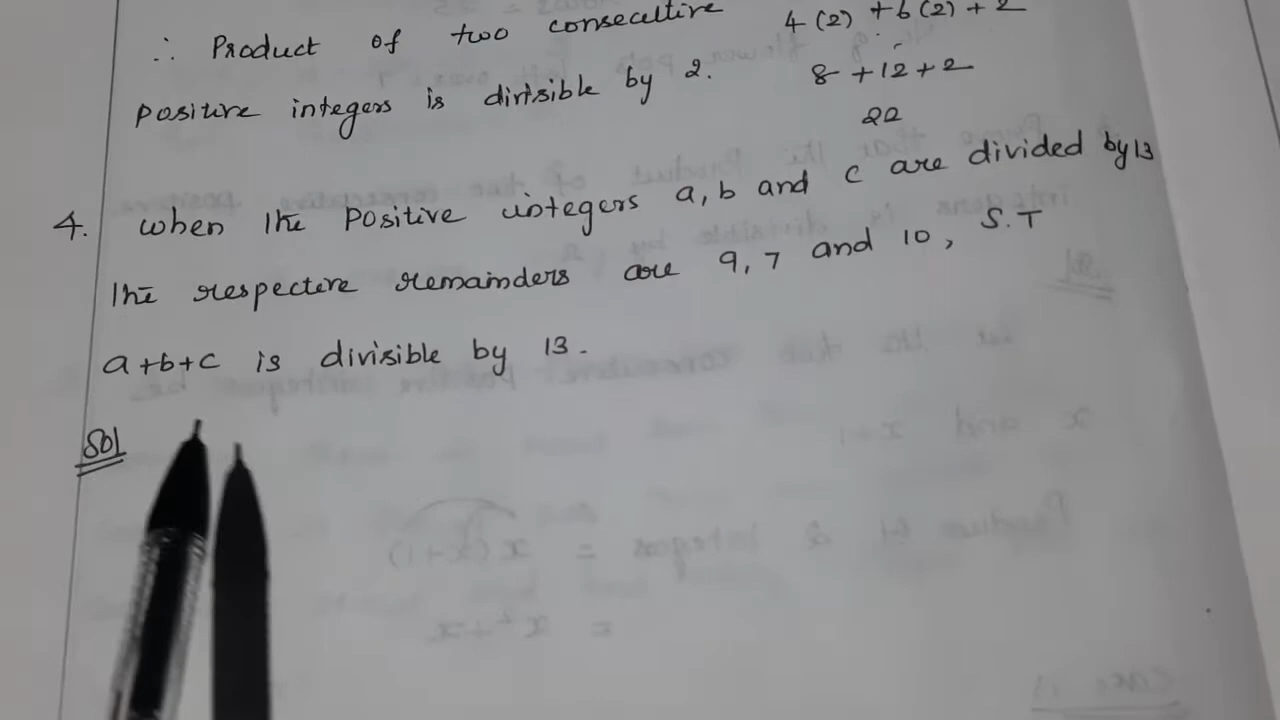 ∴ Product of two consecutive
4(2) + 6(2) + 2
positive integers is divisible by 2.
8 + 12 + 2
22
4. When the Positive integers a, b and c are divided by 13
the respective remainders are 9, 7 and 10, S.T
a+b+c is divisible by 13.
Sol